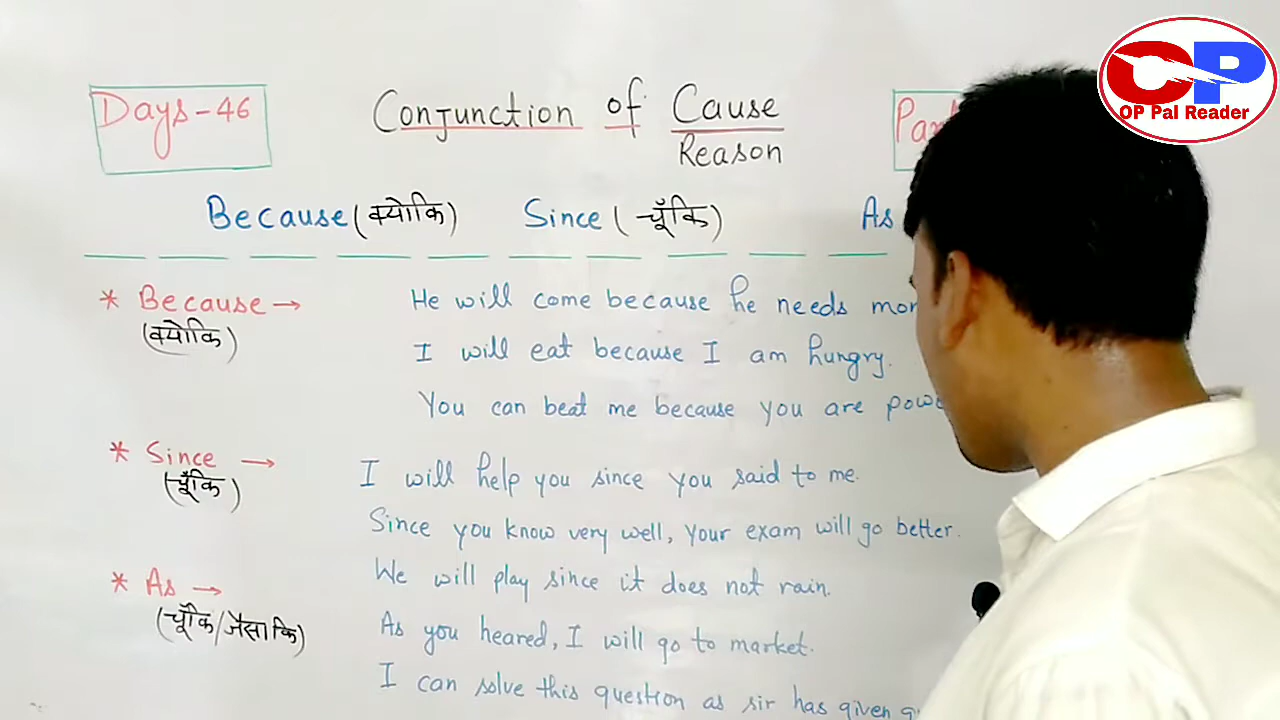 OP
OP Pal Reader
Days-46
Conjunction of Cause
Reason
Because (क्योकि) Since (चूँकि) As
* Because → He will come because he needs
(क्योकि) I will eat because I am hungry.
You can beat me because you are
* Since → I will help you since you said to me.
(चूँकि) Since you know very well, your exam will go better.
We will play since it does not rain.
* As → As you heared, I will go to market.
(चूँकि/जैसाकि) I can solve this question as sir has given